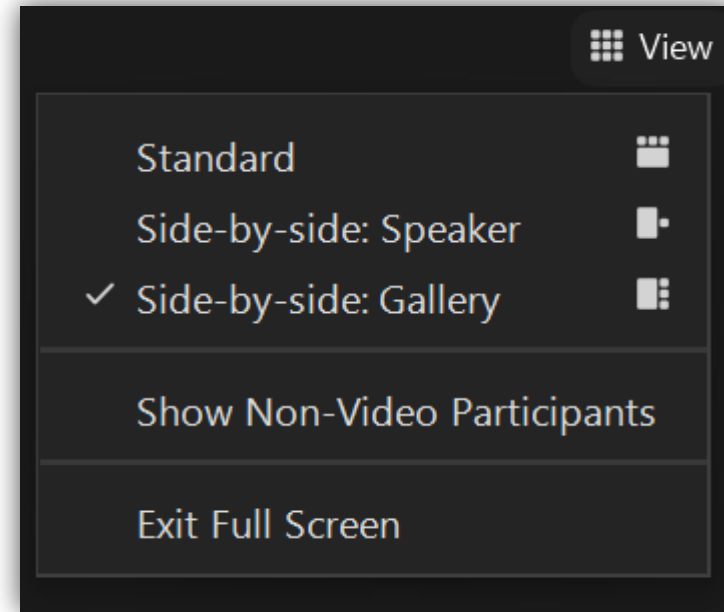 View
Standard
Side-by-side: Speaker
Side-by-side: Gallery
Show Non-Video Participants
Exit Full Screen